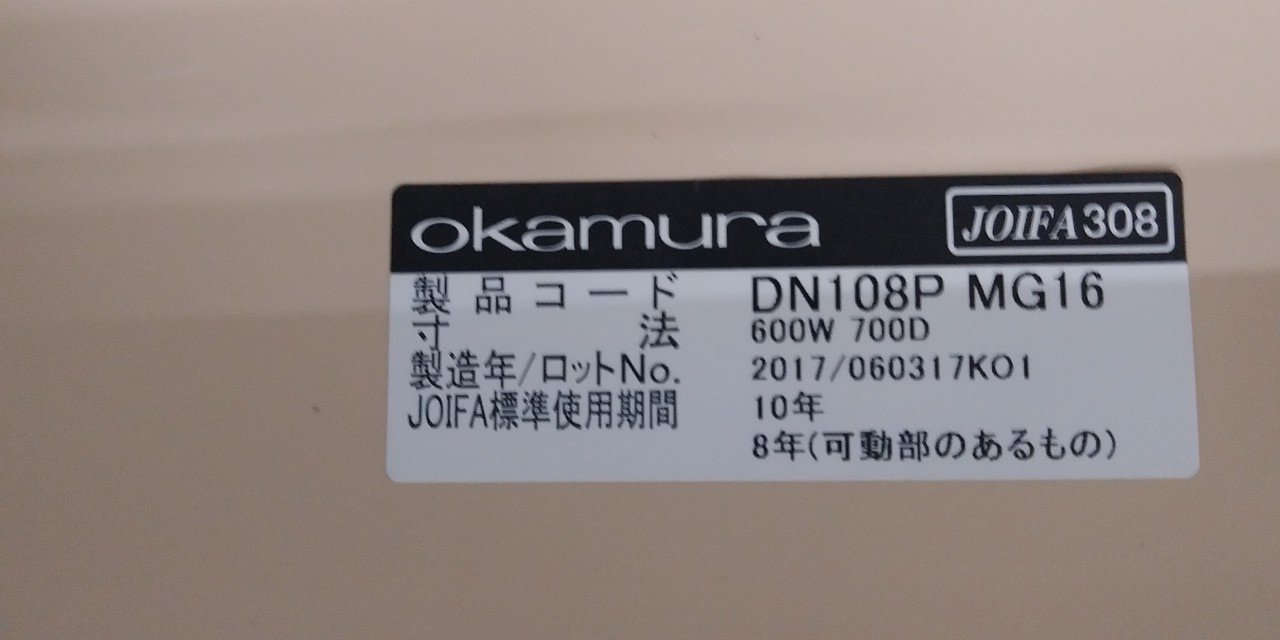 okamura JOIFA308
製品コード DN108P MG16
寸法 600W 700D
製造年/ロットNo. 2017/060317K01
JOIFA標準使用期間 10年
8年(可動部のあるもの)